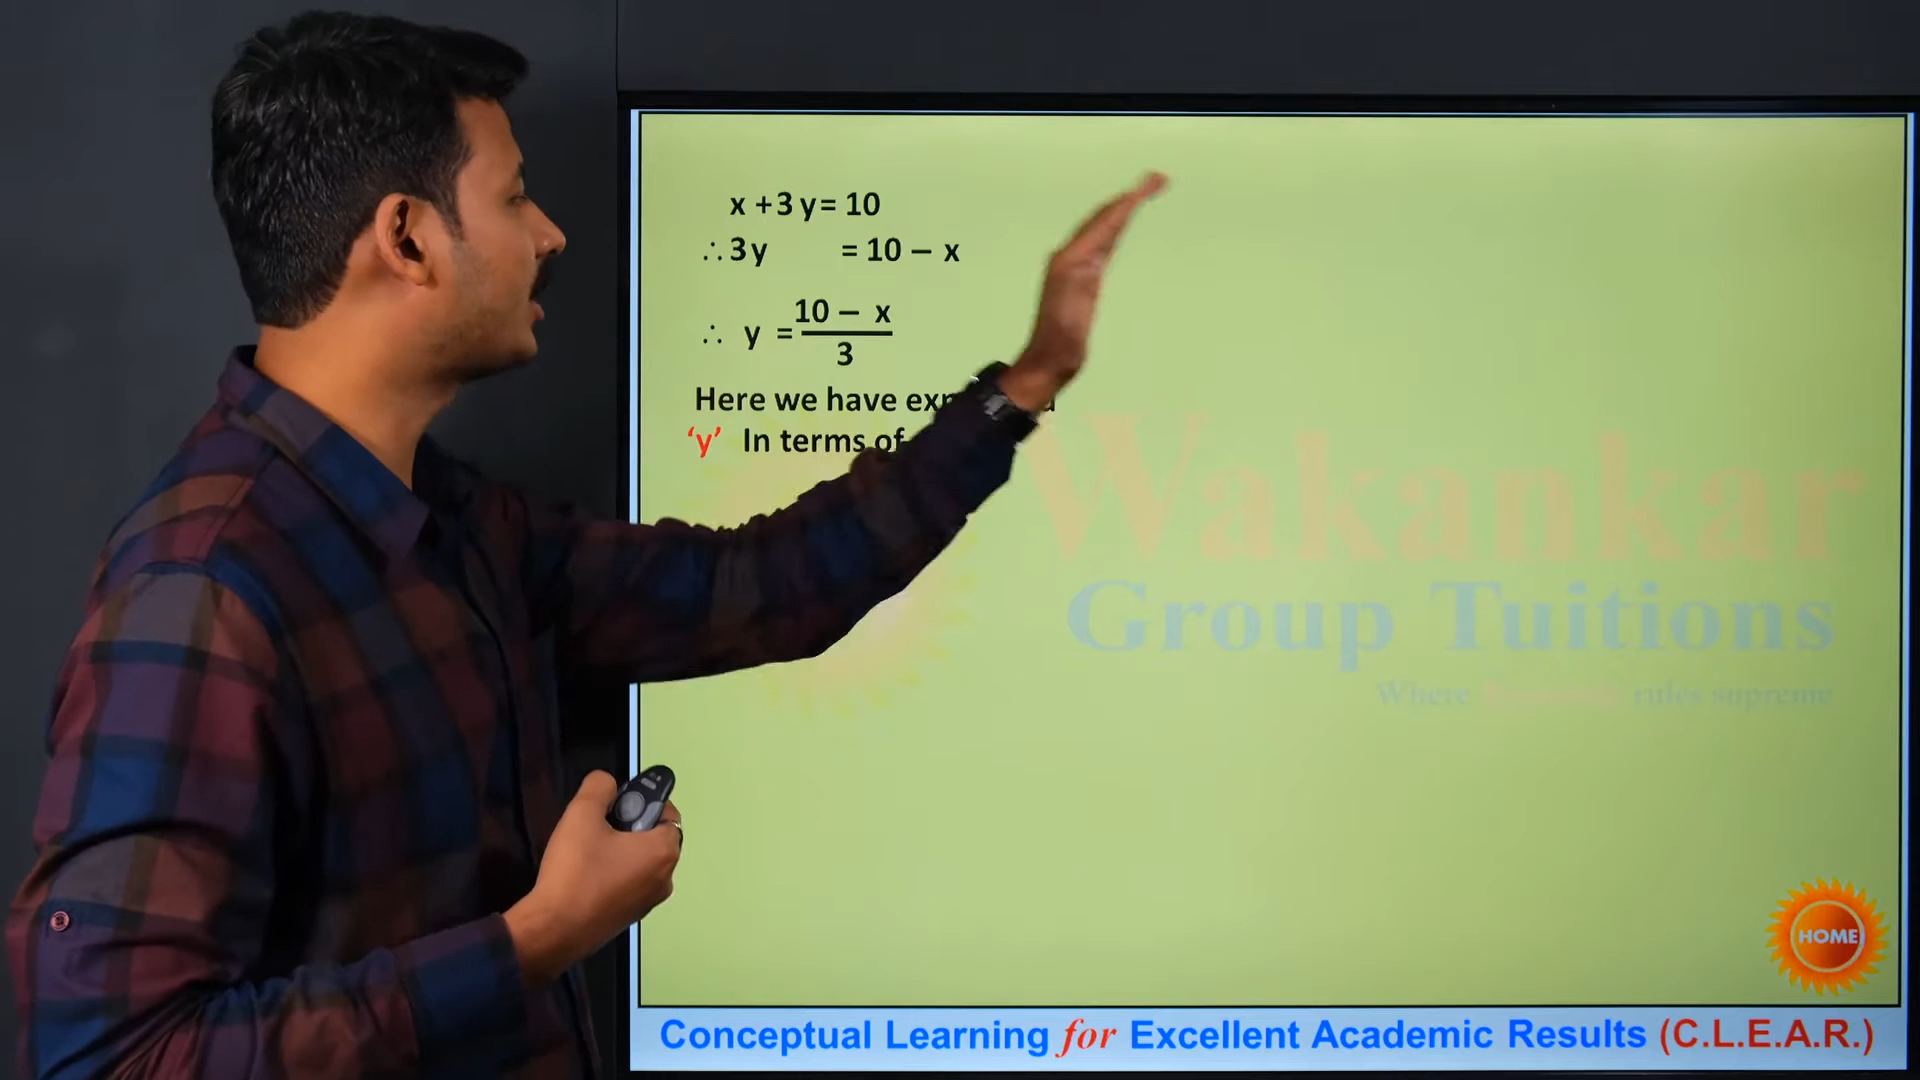 x + 3 y = 10
∴ 3 y = 10 – x
∴ y = 10 – x / 3
Here we have
‘y’ In terms of
Wakankar
Group Tuitions
Where rules supreme
HOME
Conceptual Learning for Excellent Academic Results (C.L.E.A.R.)